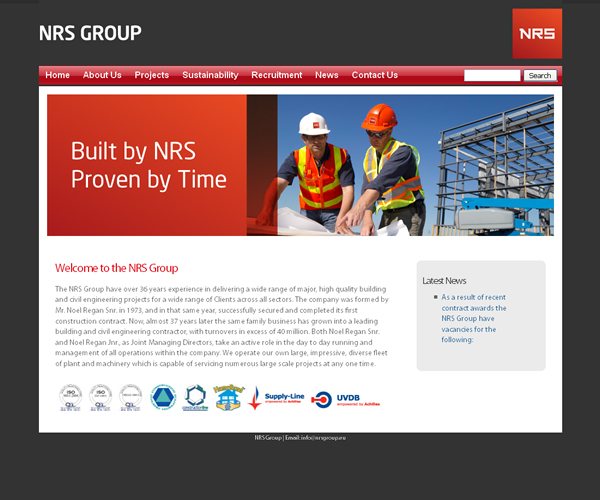 NRS GROUP
NRS
Home About Us Projects Sustainability Recruitment News Contact Us Search
Built by NRS
Proven by Time
Welcome to the NRS Group
The NRS Group have over 36 years experience in delivering a wide range of major, high quality building
and civil engineering projects for a wide range of Clients across all sectors. The company was formed by
Mr. Noel Regan Snr. in 1973, and in that same year, successfully secured and completed its first
construction contract. Now, almost 37 years later the same family business has grown into a leading
building and civil engineering contractor, with turnovers in excess of 40 million. Both Noel Regan Snr.
and Noel Regan Jnr., as Joint Managing Directors, take an active role in the day to day running and
management of all operations within the company. We operate our own large, impressive, diverse fleet
of plant and machinery which is capable of servicing numerous large scale projects at any one time.
Latest News
As a result of recent
contract awards the
NRS Group have
vacancies for the
following:
ISO ISO
Supply-Line
empowered by Achilles
UVDB
empowered by Achilles
NRS Group | Email: info@nrsgroup.eu